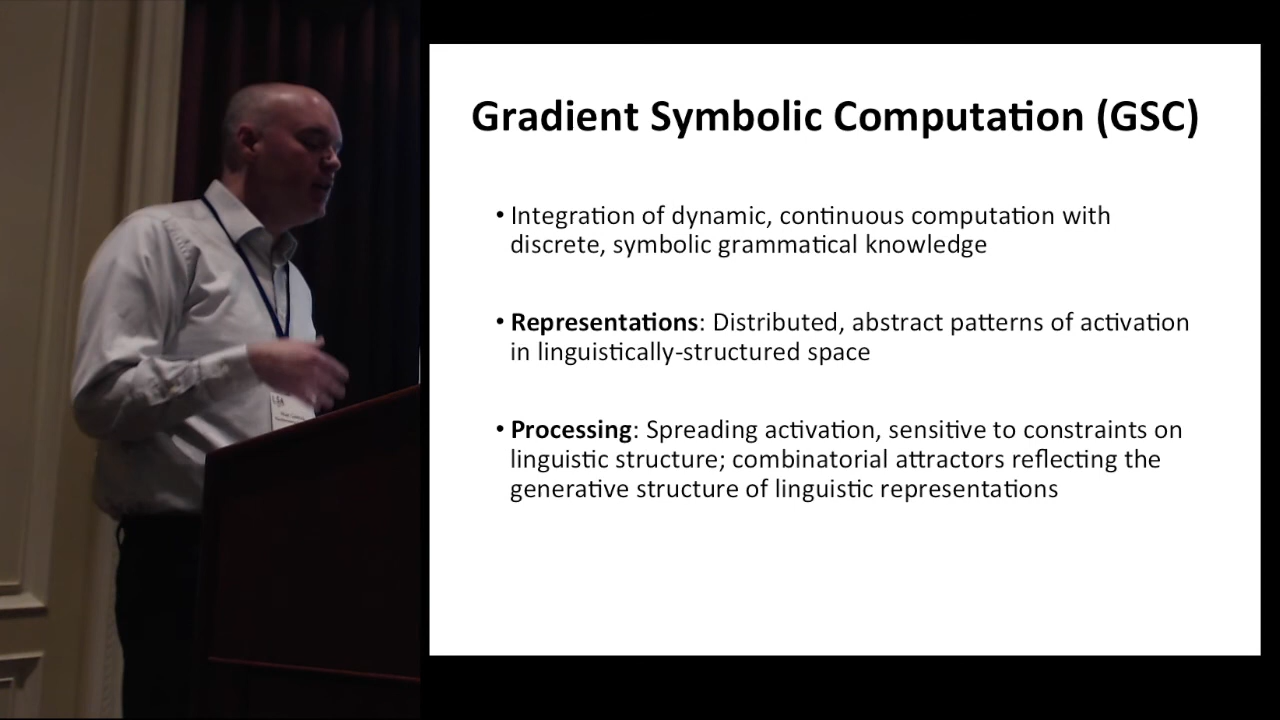 Gradient Symbolic Computation (GSC)
• Integration of dynamic, continuous computation with
discrete, symbolic grammatical knowledge
• Representations: Distributed, abstract patterns of activation
in linguistically-structured space
• Processing: Spreading activation, sensitive to constraints on
linguistic structure; combinatorial attractors reflecting the
generative structure of linguistic representations
LSA